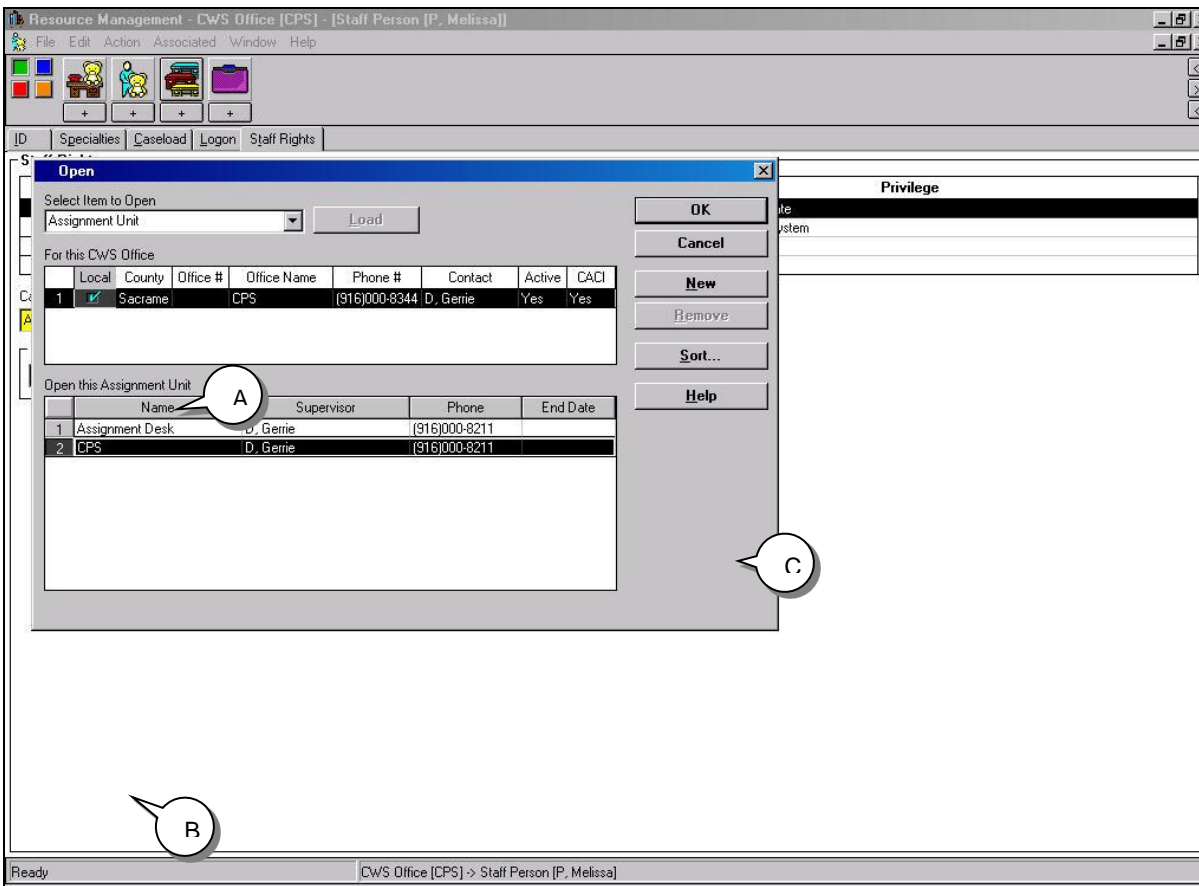 Resource Management - CWS Office [CPS] - [Staff Person [P, Melissa]]
File Edit Action Associated Window Help
+ + + +
ID Specialties Caseload Logon Staff Rights
Open
Privilege
Select Item to Open
Assignment Unit Load OK
Cancel
For this CWS Office
Local County Office # Office Name Phone # Contact Active CACI New
1 Sacrame CPS (916)000-8344 D, Gerrie Yes Yes
Remove
Sort...
Open this Assignment Unit
A
Help
Name Supervisor Phone End Date
1 Assignment Desk D, Gerrie (916)000-8211
2 CPS D, Gerrie (916)000-8211
C
B
Ready CWS Office [CPS] -> Staff Person [P, Melissa]